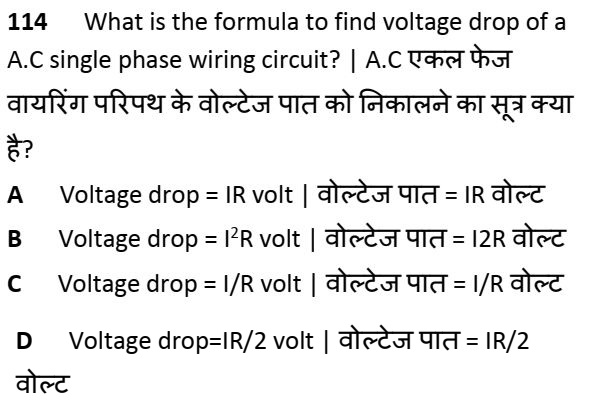 114 What is the formula to find voltage drop of a
A.C single phase wiring circuit? | A.C एकल फेज
वायरिंग परिपथ के वोल्टेज पात को निकालने का सूत्र क्या
है?
A Voltage drop = IR volt | वोल्टेज पात = IR वोल्ट
B Voltage drop = I²R volt | वोल्टेज पात = I2R वोल्ट
C Voltage drop = I/R volt | वोल्टेज पात = I/R वोल्ट
D Voltage drop=IR/2 volt | वोल्टेज पात = IR/2
वोल्ट